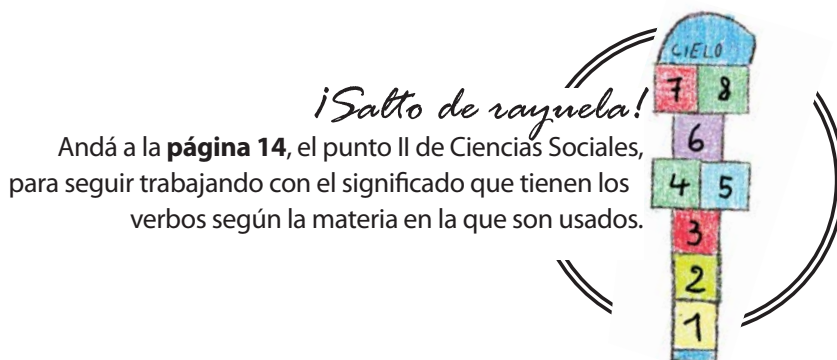 ¡Salto de rayuela!
Andá a la página 14, el punto II de Ciencias Sociales,
para seguir trabajando con el significado que tienen los
verbos según la materia en la que son usados.
CIELO
7 8
6
4 5
3
2
1